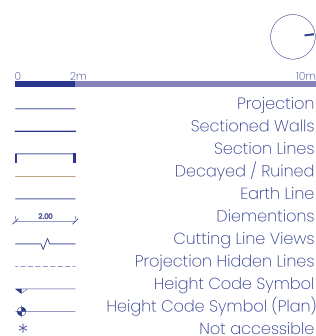 0 2m 10m
Projection
Sectioned Walls
Section Lines
Decayed / Ruined
Earth Line
2.00 Diementions
Cutting Line Views
Projection Hidden Lines
Height Code Symbol
Height Code Symbol (Plan)
Not accessible